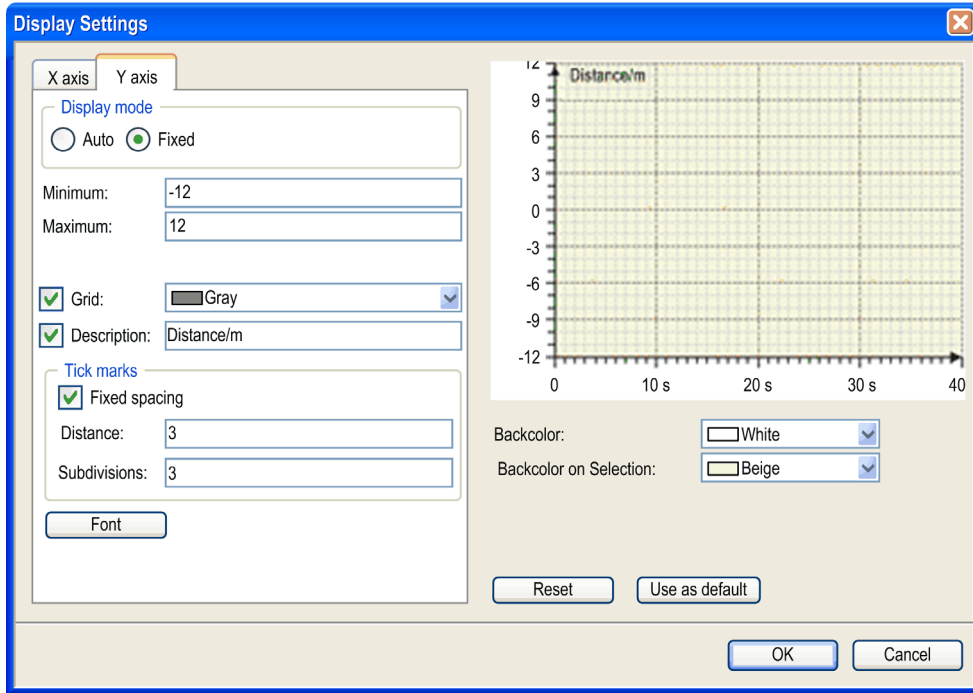 Display Settings
X axis
Y axis
Display mode
Auto
Fixed
Minimum:
-12
Maximum:
12
Grid:
Gray
Description:
Distance/m
Tick marks
Fixed spacing
Distance:
3
Subdivisions:
3
Font
12
Distance/m
9
6
3
0
-3
-6
-9
-12
0
10 s
20 s
30 s
40
Backcolor:
White
Backcolor on Selection:
Beige
Reset
Use as default
OK
Cancel